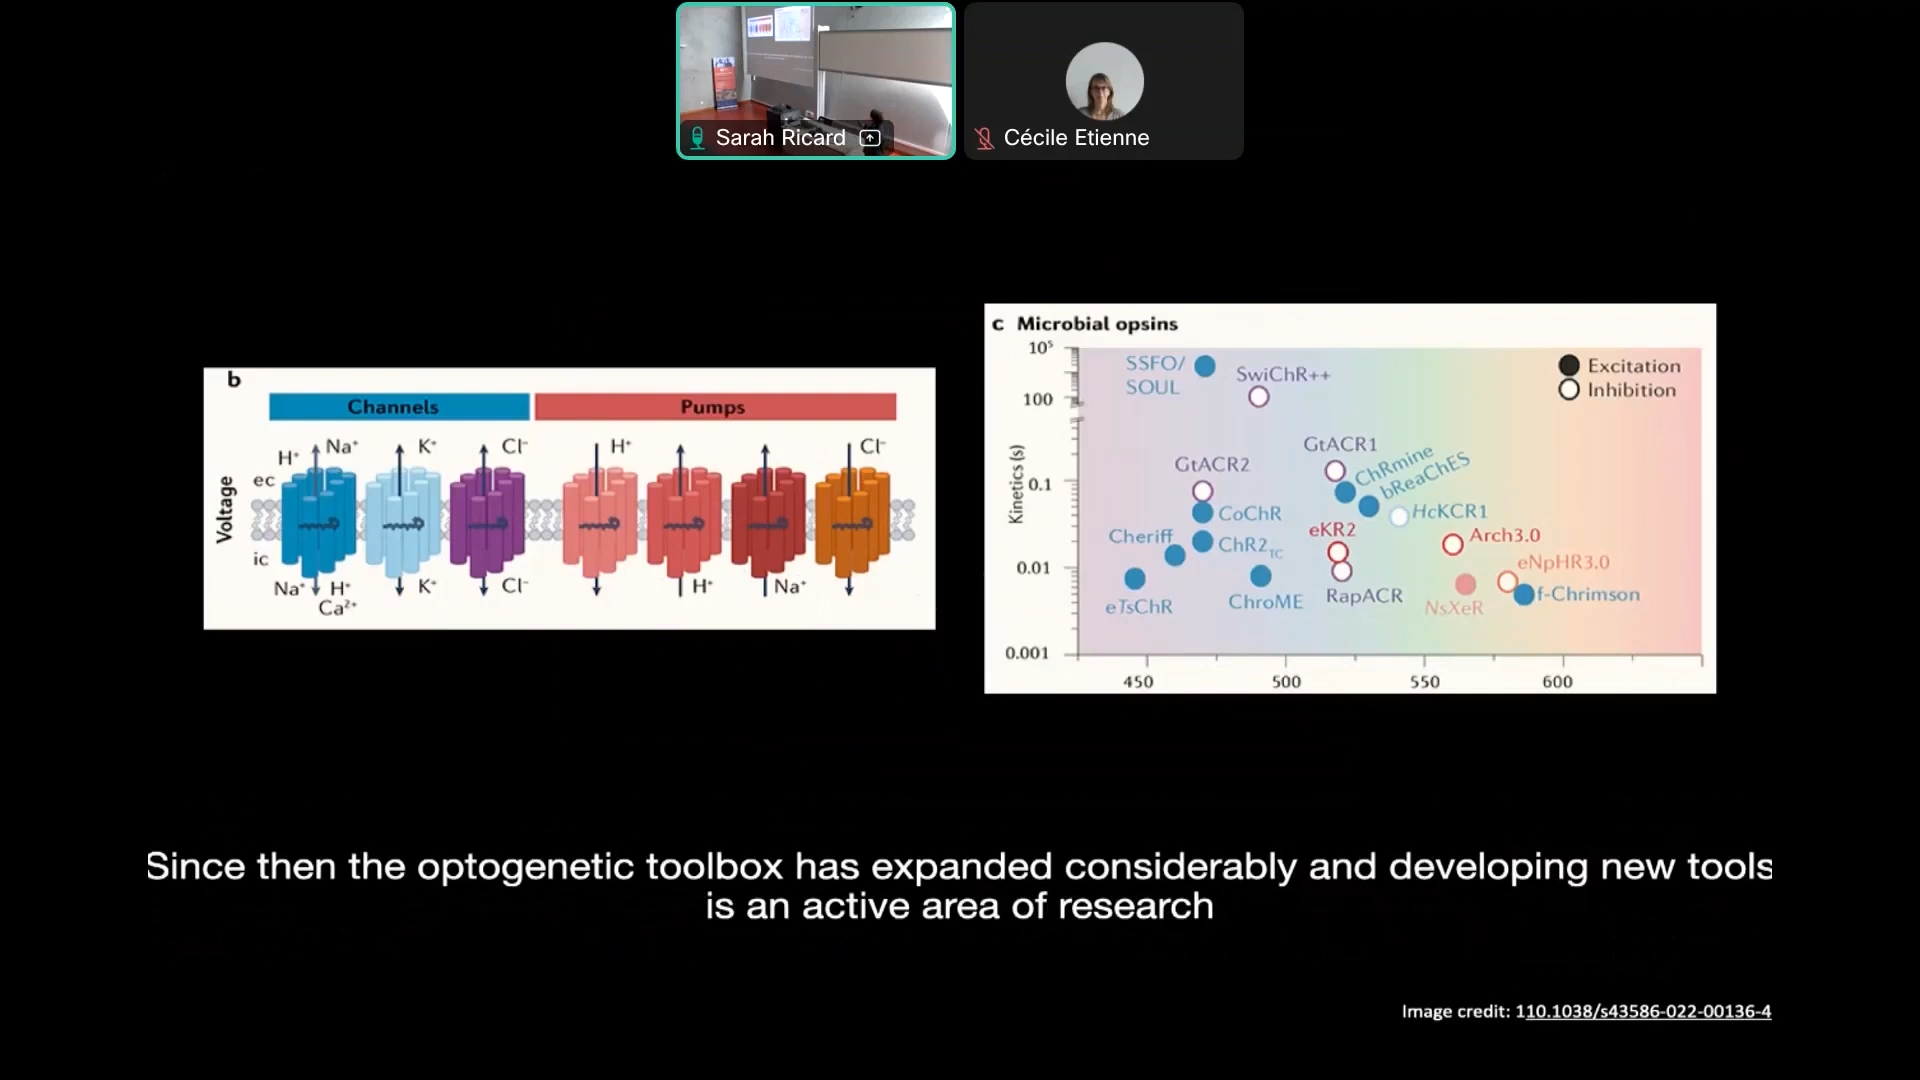 Sarah Ricard
Cécile Etienne
b
Channels
Pumps
H⁺ Na⁺ K⁺ Cl⁻ H⁺ Cl⁻
ec
Voltage
ic
Na⁺ H⁺ K⁺ Cl⁻ H⁺ Na⁺
Ca²⁺
c Microbial opsins
10⁵
SSFO/
SOUL
SwiChR++
Excitation
Inhibition
100
Kinetics (s)
GtACR1
ChRmine
bReaChES
GtACR2
0.1
CoChR
HcKCR1
eKR2
Arch3.0
Cheriff
ChR2TC
eNpHR3.0
0.01
eTsChR
ChroME
RapACR
NsXeR
f-Chrimson
0.001
450 500 550 600
Since then the optogenetic toolbox has expanded considerably and developing new tools
is an active area of research
Image credit: 110.1038/s43586-022-00136-4